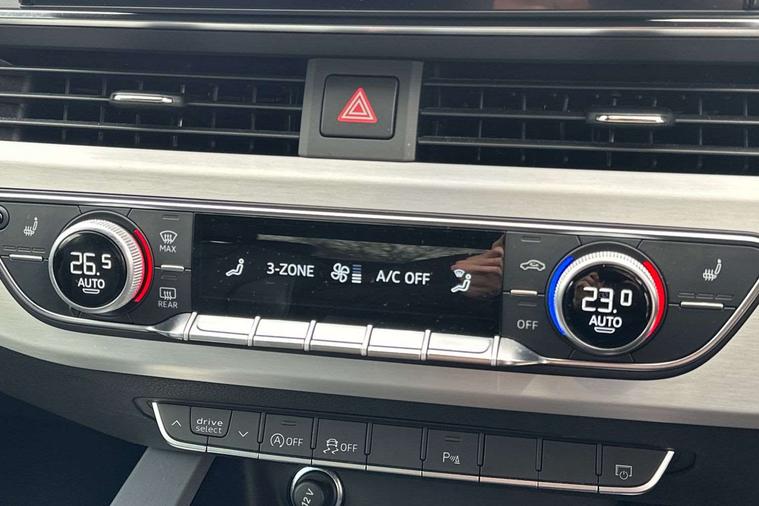 MAX
26.5
AUTO
REAR
3-ZONE
A/C OFF
OFF
23.0
AUTO
drive
select
A OFF
OFF
P
12V